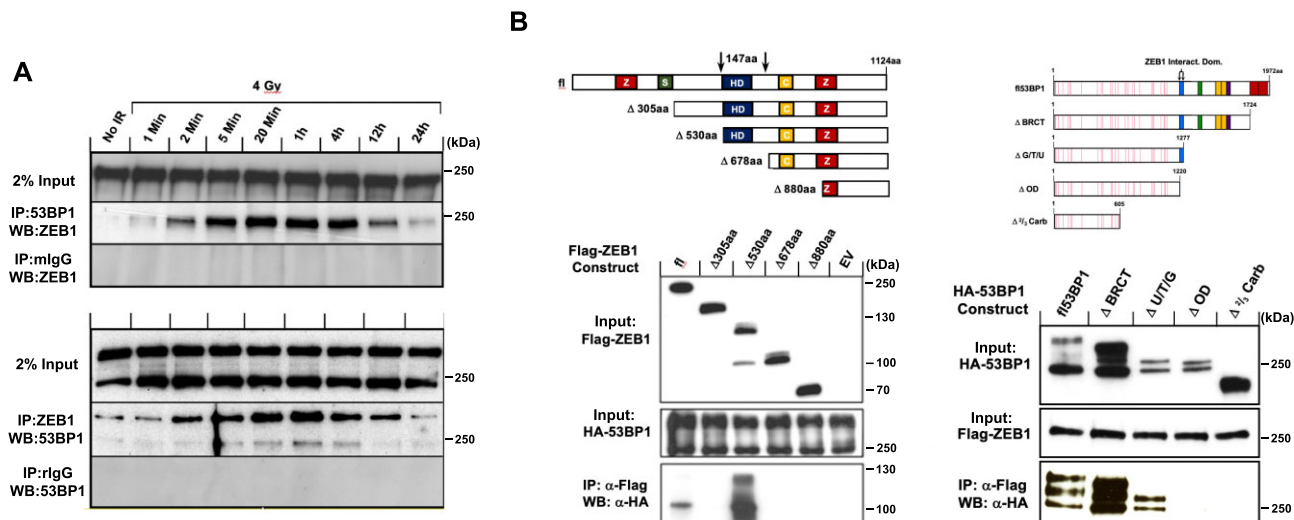 A
4 Gy
No IR
1 Min
2 Min
5 Min
20 Min
1h
4h
12h
24h
(kDa)
2% Input
250
IP:53BP1
WB:ZEB1
250
IP:mIgG
WB:ZEB1
2% Input
250
IP:ZEB1
WB:53BP1
250
IP:rIgG
WB:53BP1
B
147aa
1124aa
fl
Z
S
HD
C
Z
Δ 305aa
HD
C
Z
Δ 530aa
HD
C
Z
Δ 678aa
C
Z
Δ 880aa
Z
Flag-ZEB1
Construct
fl
Δ305aa
Δ530aa
Δ678aa
Δ880aa
EV
(kDa)
Input:
Flag-ZEB1
250
130
100
70
Input:
HA-53BP1
250
IP: α-Flag
WB: α-HA
130
100
ZEB1 Interact. Dom.
1
1972aa
fl53BP1
1
1724
Δ BRCT
1
1277
Δ G/T/U
1
1220
Δ OD
1
605
Δ ²/₃ Carb
HA-53BP1
Construct
fl53BP1
Δ BRCT
Δ U/T/G
Δ OD
Δ ²/₃ Carb
(kDa)
Input:
HA-53BP1
250
Input:
Flag-ZEB1
250
IP: α-Flag
WB: α-HA
250